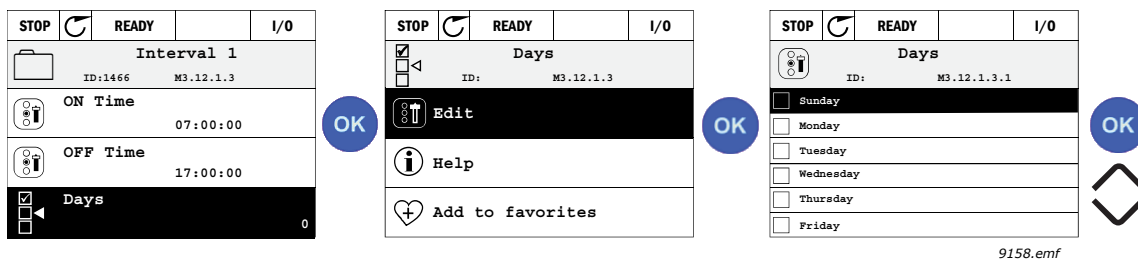 STOP READY I/O
Interval 1
ID:1466 M3.12.1.3
ON Time
07:00:00
OFF Time
17:00:00
Days
0
OK
STOP READY I/O
Days
ID: M3.12.1.3
Edit
Help
Add to favorites
OK
STOP READY I/O
Days
ID: M3.12.1.3.1
Sunday
Monday
Tuesday
Wednesday
Thursday
Friday
OK
9158.emf